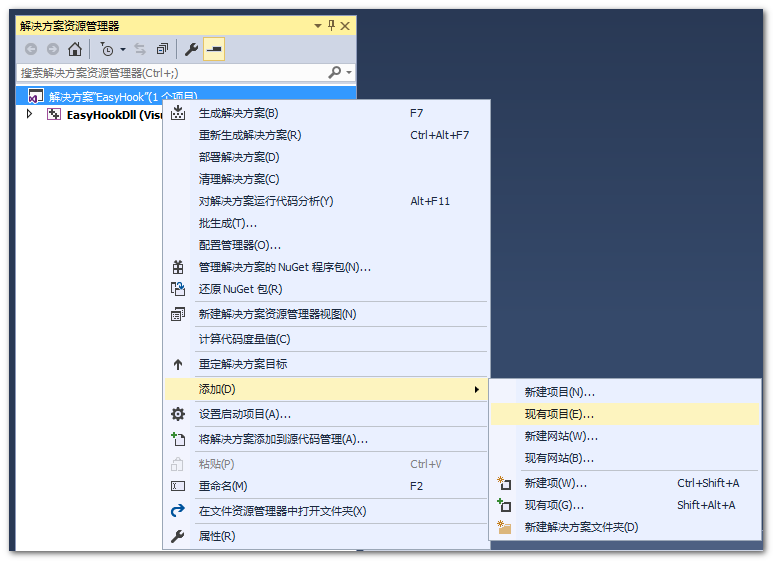 解决方案资源管理器
搜索解决方案资源管理器(Ctrl+;)
解决方案"EasyHook"(1 个项目)
EasyHookDll (Visu
生成解决方案(B) F7
重新生成解决方案(R) Ctrl+Alt+F7
部署解决方案(D)
清理解决方案(C)
对解决方案运行代码分析(Y) Alt+F11
批生成(T)...
配置管理器(O)...
管理解决方案的 NuGet 程序包(N)...
还原 NuGet 包(R)
新建解决方案资源管理器视图(N)
计算代码度量值(C)
重定解决方案目标
添加(D)
设置启动项目(A)...
将解决方案添加到源代码管理(A)...
粘贴(P) Ctrl+V
重命名(M) F2
在文件资源管理器中打开文件夹(X)
属性(R)
新建项目(N)...
现有项目(E)...
新建网站(W)...
现有网站(B)...
新建项(W)... Ctrl+Shift+A
现有项(G)... Shift+Alt+A
新建解决方案文件夹(D)